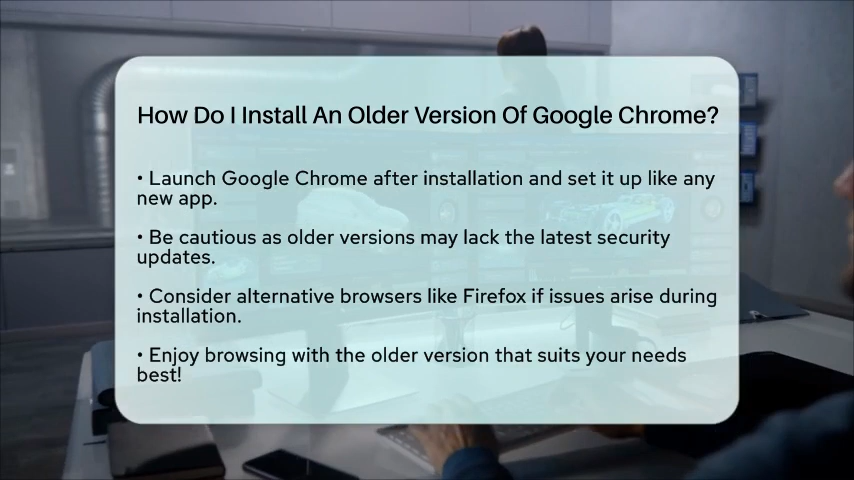 How Do I Install An Older Version Of Google Chrome?
• Launch Google Chrome after installation and set it up like any
new app.
• Be cautious as older versions may lack the latest security
updates.
• Consider alternative browsers like Firefox if issues arise during
installation.
• Enjoy browsing with the older version that suits your needs
best!